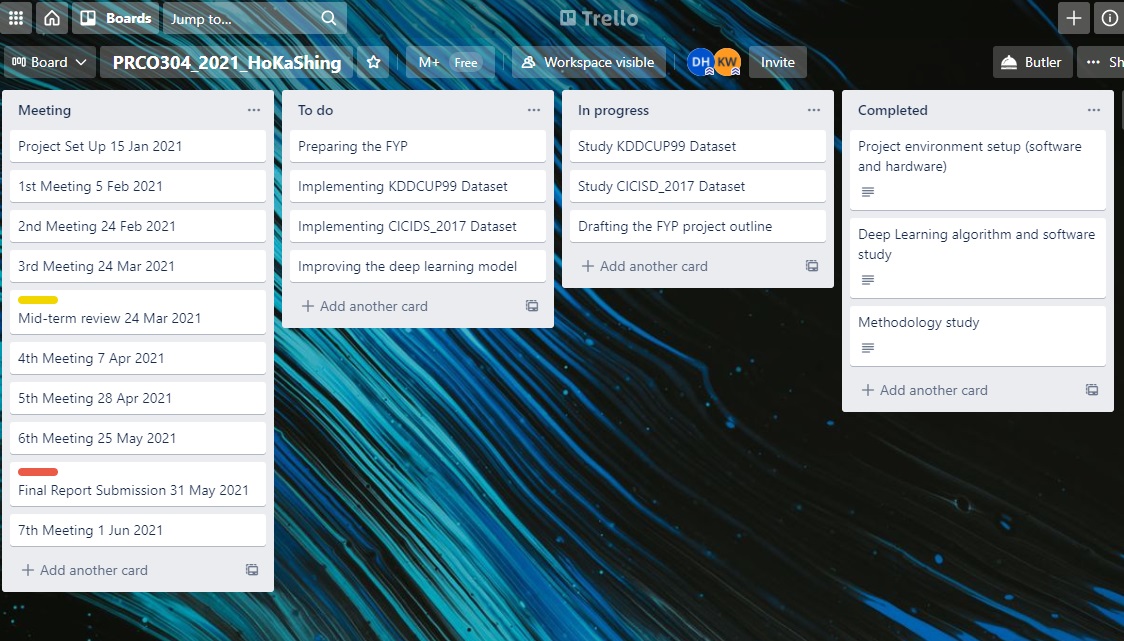 Boards
Jump to...
Trello
Board
PRCO304_2021_HoKaShing
M+ Free
Workspace visible
DH
KW
Invite
Butler
Sh
Meeting
Project Set Up 15 Jan 2021
1st Meeting 5 Feb 2021
2nd Meeting 24 Feb 2021
3rd Meeting 24 Mar 2021
Mid-term review 24 Mar 2021
4th Meeting 7 Apr 2021
5th Meeting 28 Apr 2021
6th Meeting 25 May 2021
Final Report Submission 31 May 2021
7th Meeting 1 Jun 2021
Add another card
To do
Preparing the FYP
Implementing KDDCUP99 Dataset
Implementing CICIDS_2017 Dataset
Improving the deep learning model
Add another card
In progress
Study KDDCUP99 Dataset
Study CICISD_2017 Dataset
Drafting the FYP project outline
Add another card
Completed
Project environment setup (software
and hardware)
Deep Learning algorithm and software
study
Methodology study
Add another card